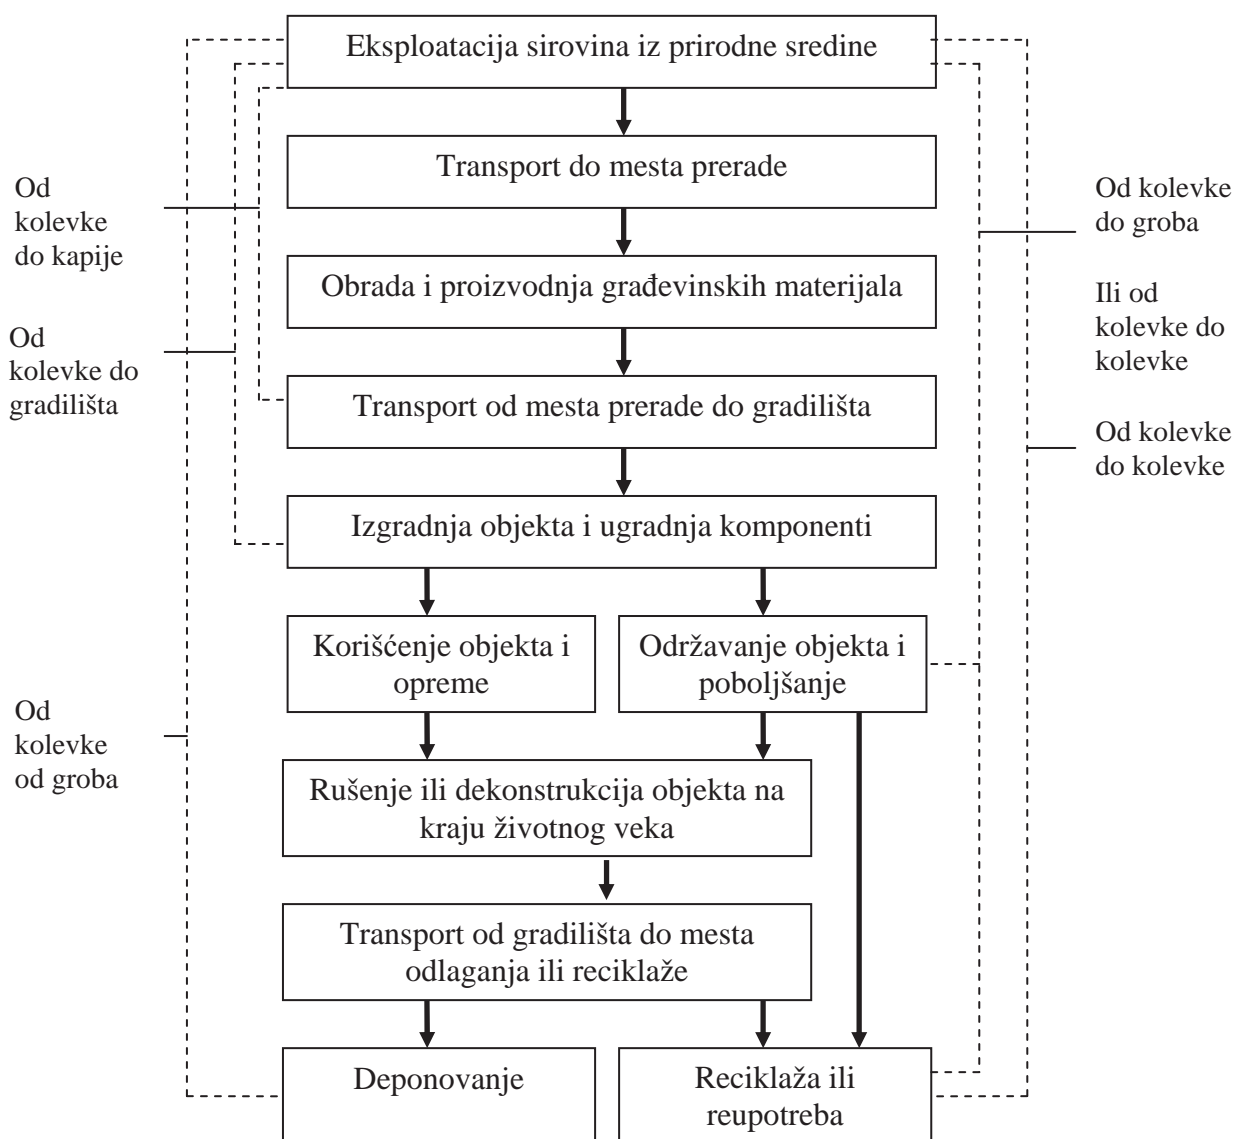 Eksploatacija sirovina iz prirodne sredine
Transport do mesta prerade
Od
kolevke
do kapije
Od kolevke
do groba
Obrada i proizvodnja građevinskih materijala
Ili od
kolevke do
kolevke
Od
kolevke do
gradilišta
Transport od mesta prerade do gradilišta
Od kolevke
do kolevke
Izgradnja objekta i ugradnja komponenti
Korišćenje objekta i
opreme
Održavanje objekta i
poboljšanje
Od
kolevke
od groba
Rušenje ili dekonstrukcija objekta na
kraju životnog veka
Transport od gradilišta do mesta
odlaganja ili reciklaže
Deponovanje
Reciklaža ili
reupotreba